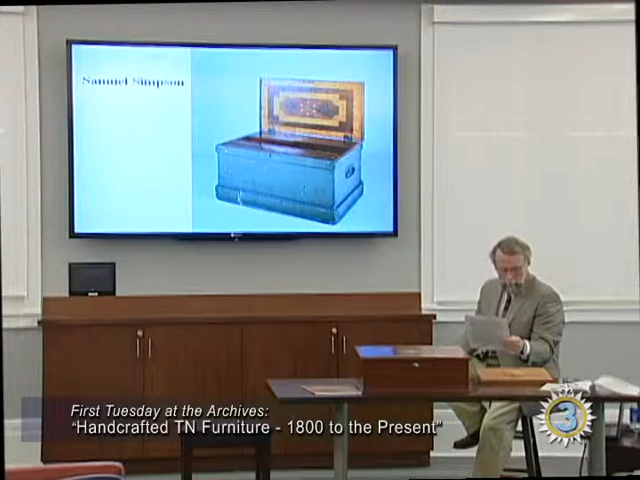 Samuel Simpson
First Tuesday at the Archives:
"Handcrafted TN Furniture - 1800 to the Present"
3